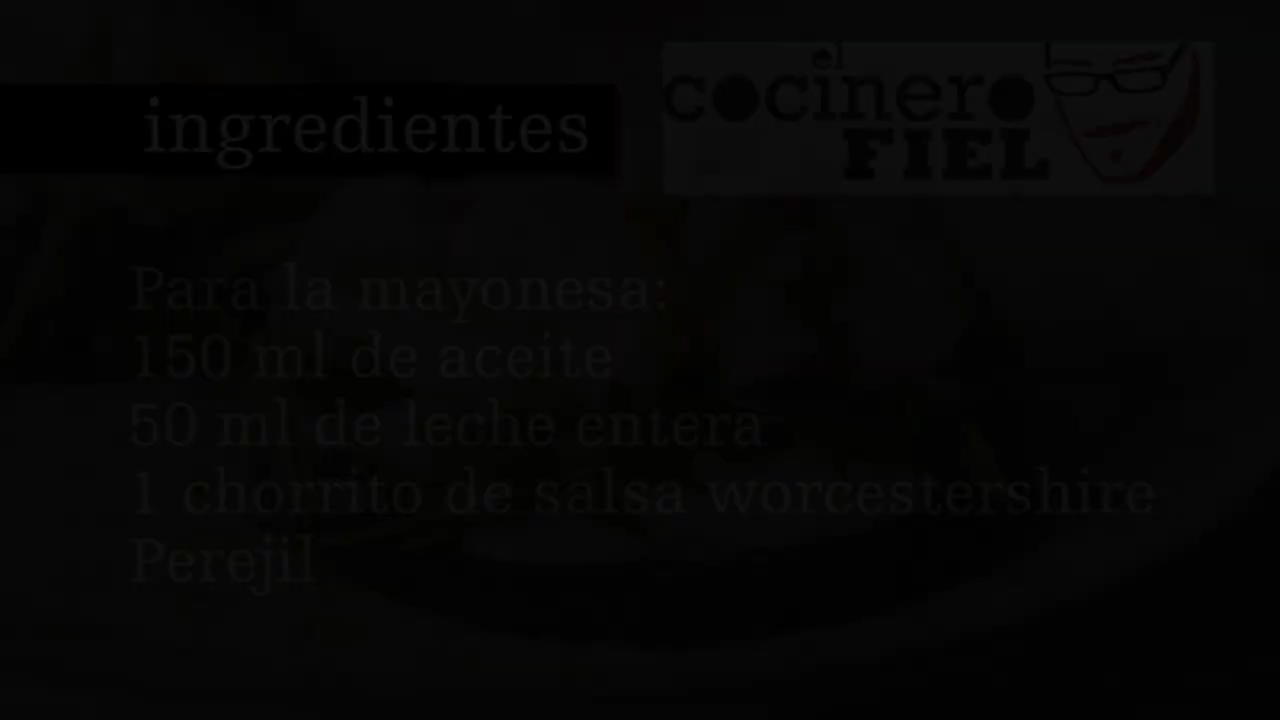 el
cocinero
FIEL
ingredientes
Para la mayonesa:
150 ml de aceite
50 ml de leche entera
1 chorrito de salsa worcestershire
Perejil